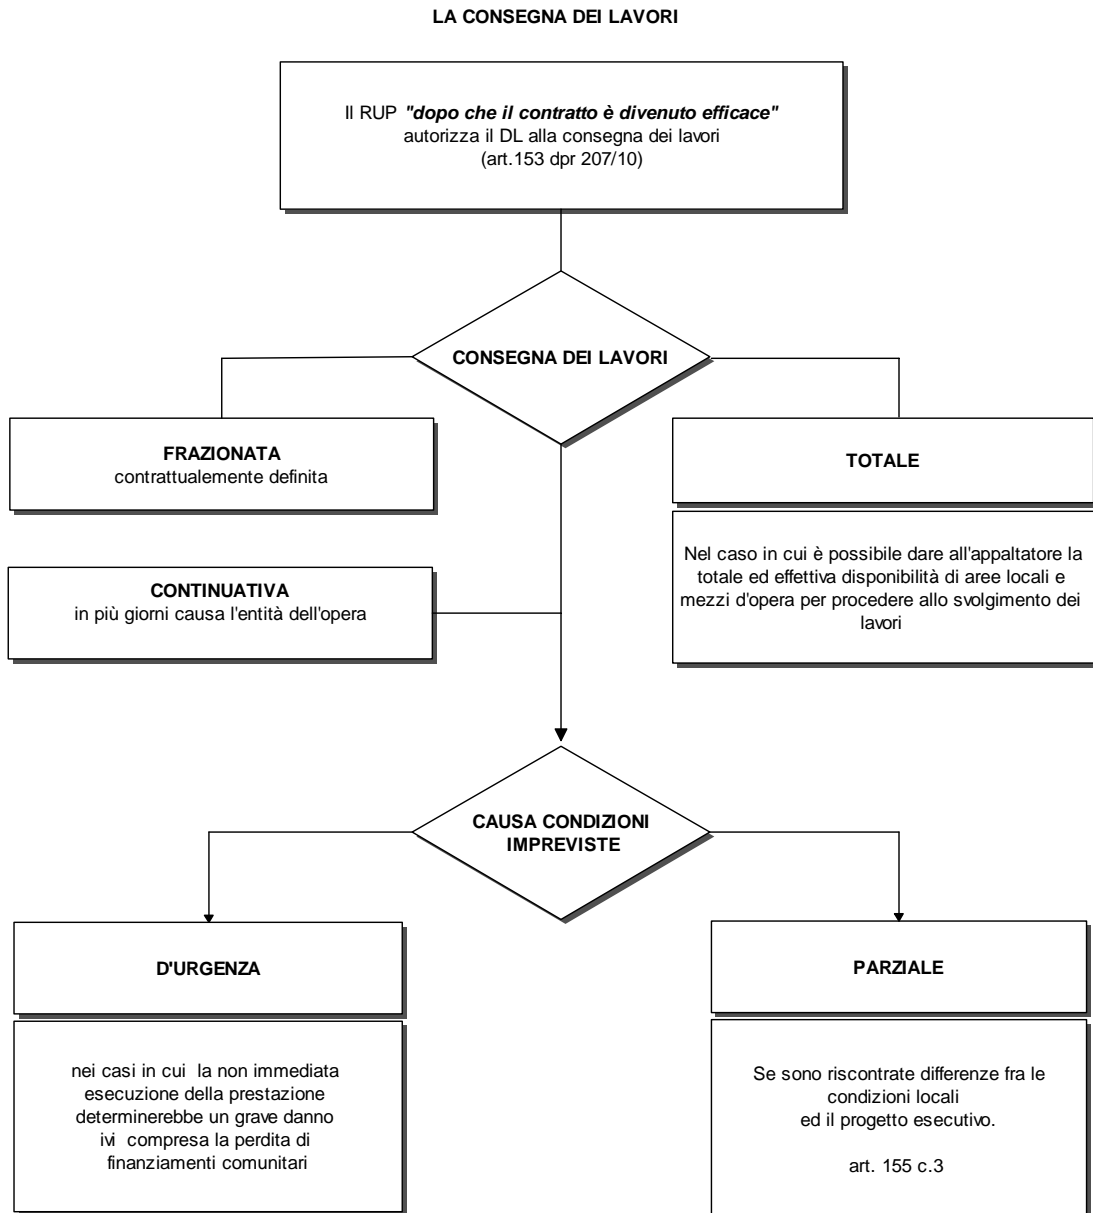 LA CONSEGNA DEI LAVORI
Il RUP "dopo che il contratto è divenuto efficace"
autorizza il DL alla consegna dei lavori
(art.153 dpr 207/10)
CONSEGNA DEI LAVORI
FRAZIONATA
contrattualemente definita
TOTALE
Nel caso in cui è possibile dare all'appaltatore la
totale ed effettiva disponibilità di aree locali e
mezzi d'opera per procedere allo svolgimento dei
lavori
CONTINUATIVA
in più giorni causa l'entità dell'opera
CAUSA CONDIZIONI
IMPREVISTE
D'URGENZA
nei casi in cui la non immediata
esecuzione della prestazione
determinerebbe un grave danno
ivi compresa la perdita di
finanziamenti comunitari
PARZIALE
Se sono riscontrate differenze fra le
condizioni locali
ed il progetto esecutivo.
art. 155 c.3